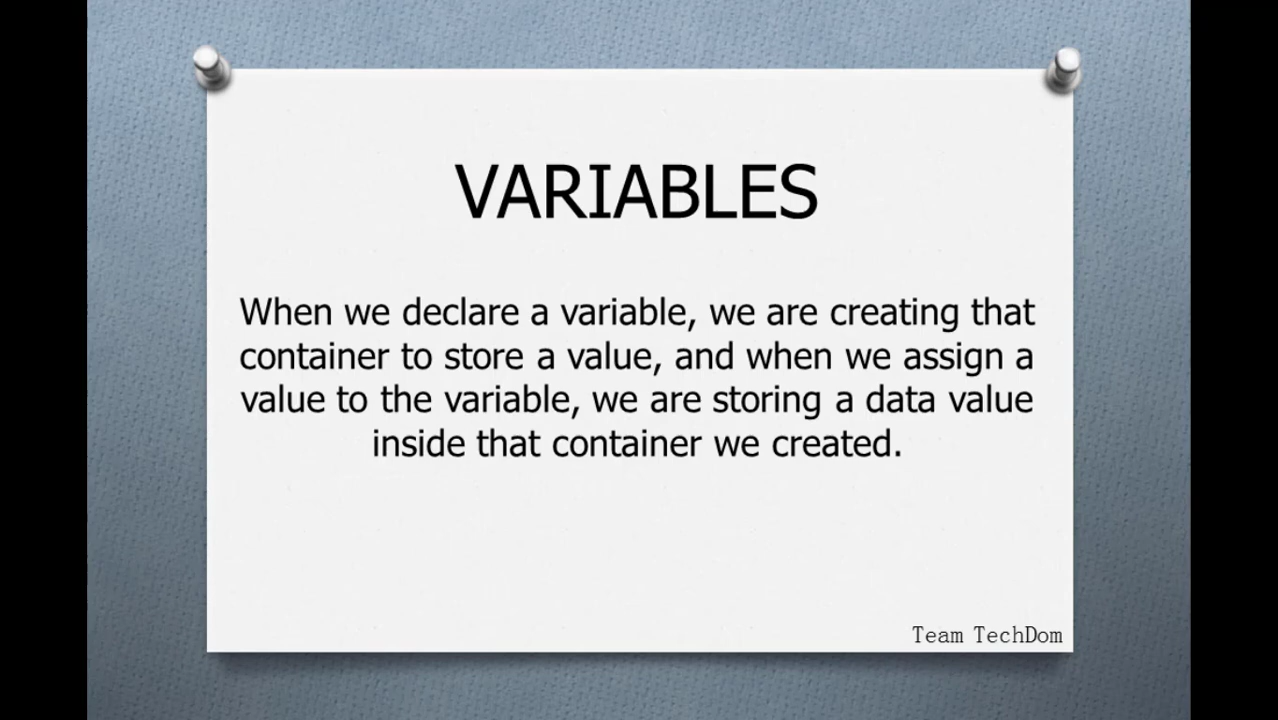 VARIABLES
When we declare a variable, we are creating that
container to store a value, and when we assign a
value to the variable, we are storing a data value
inside that container we created.
Team TechDom